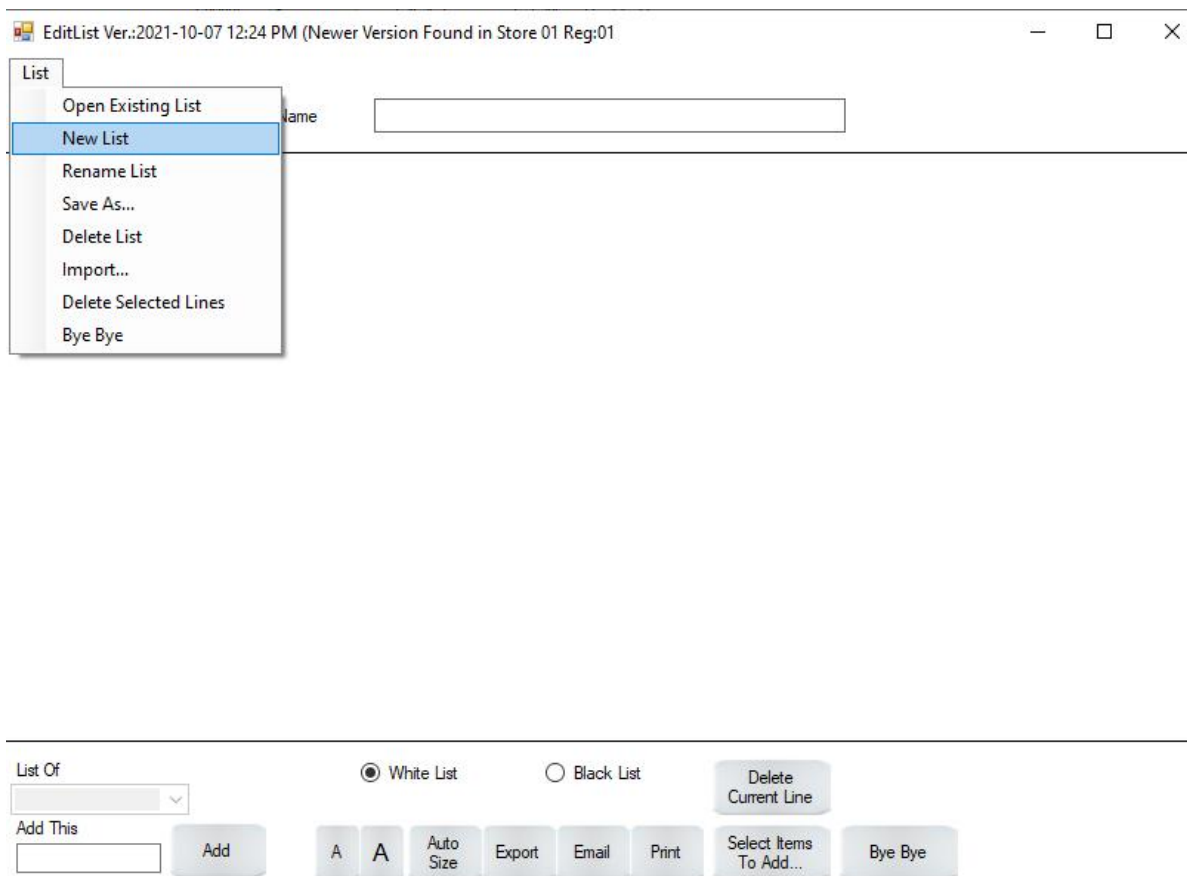 EditList Ver.:2021-10-07 12:24 PM (Newer Version Found in Store 01 Reg:01
List
Open Existing List
New List
Rename List
Save As...
Delete List
Import...
Delete Selected Lines
Bye Bye
Name
List Of
White List
Black List
Delete
Current Line
Add This
Add
A
A
Auto
Size
Export
Email
Print
Select Items
To Add...
Bye Bye